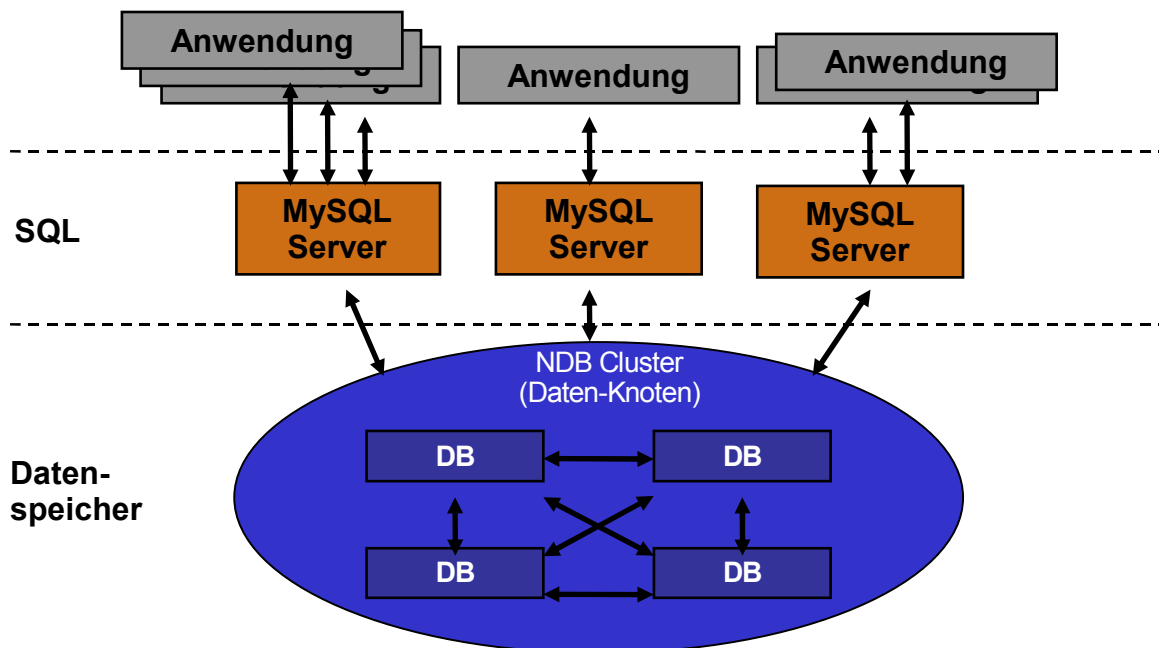 Anwendung
Anwendung
Anwendung
SQL
MySQL
Server
MySQL
Server
MySQL
Server
NDB Cluster
(Daten-Knoten)
Daten-
speicher
DB
DB
DB
DB